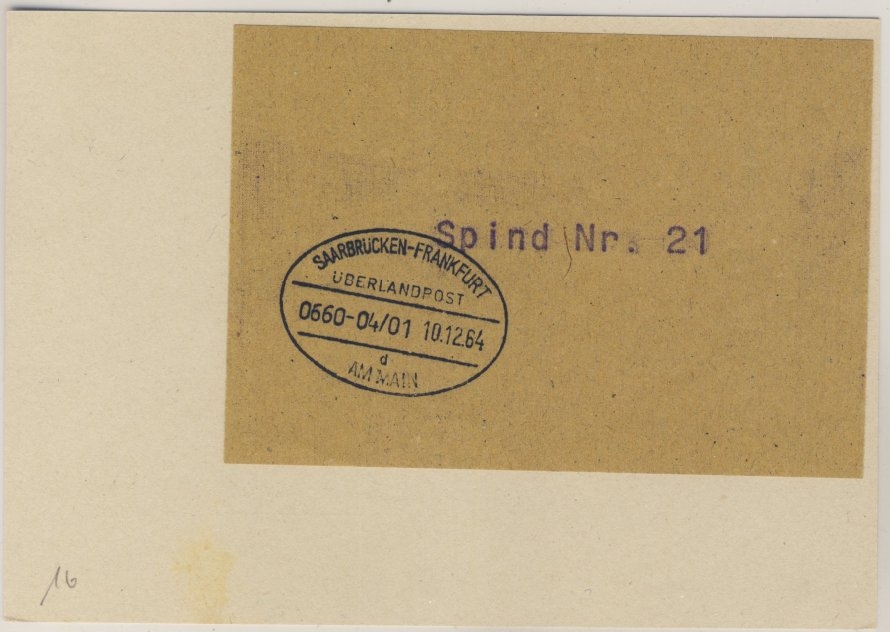 Spind Nr. 21
SAARBRÜCKEN-FRANKFURT
ÜBERLANDPOST
0660-04/01 10.12.64
d
AM MAIN
16